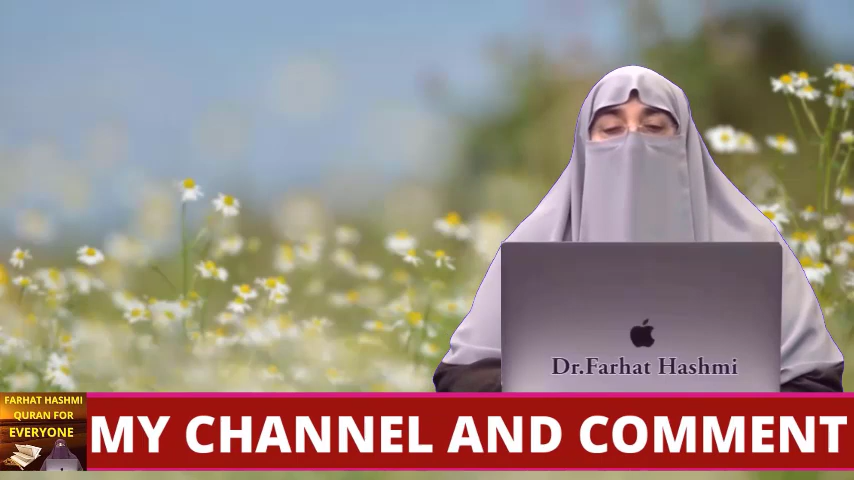 Dr.Farhat Hashmi
FARHAT HASHMI
QURAN FOR
EVERYONE
MY CHANNEL AND COMMENT